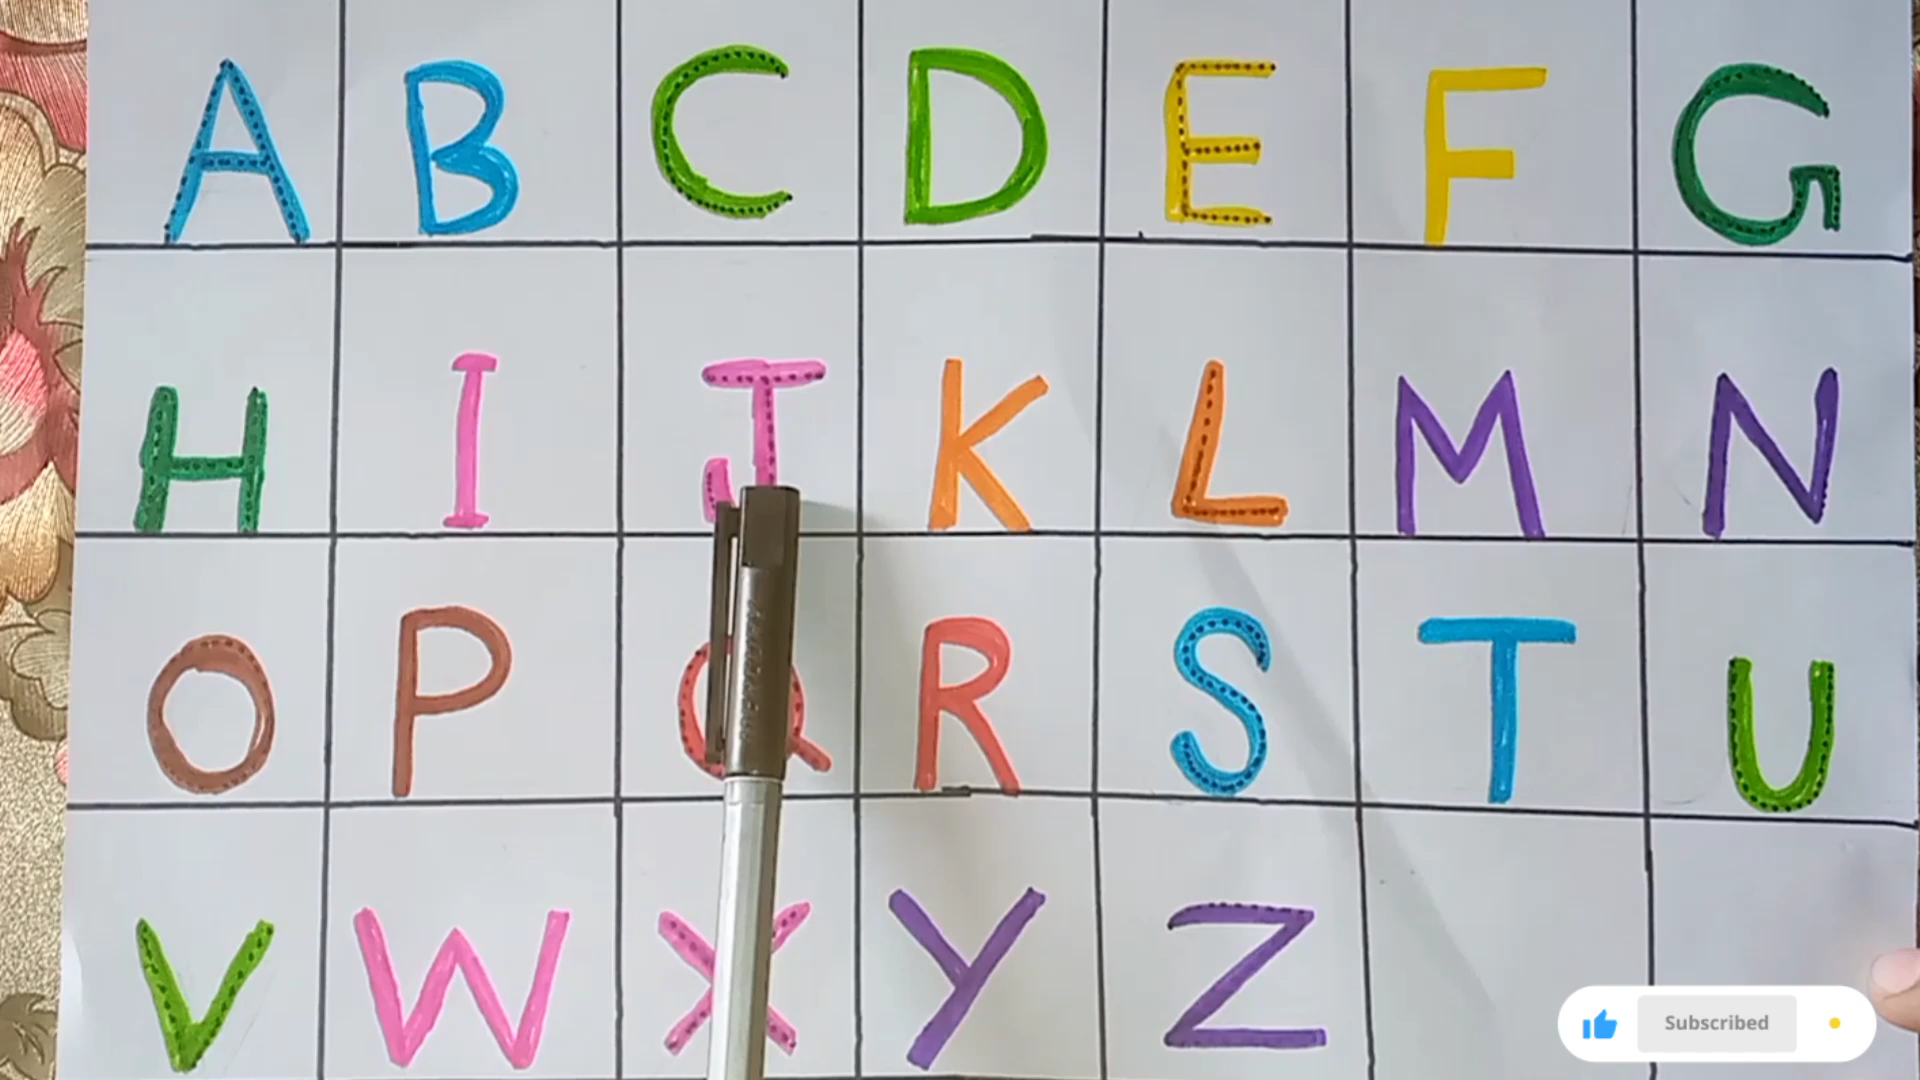 A B C D E F G
H I J K L M N
O P Q R S T U
V W X Y Z
Subscribed